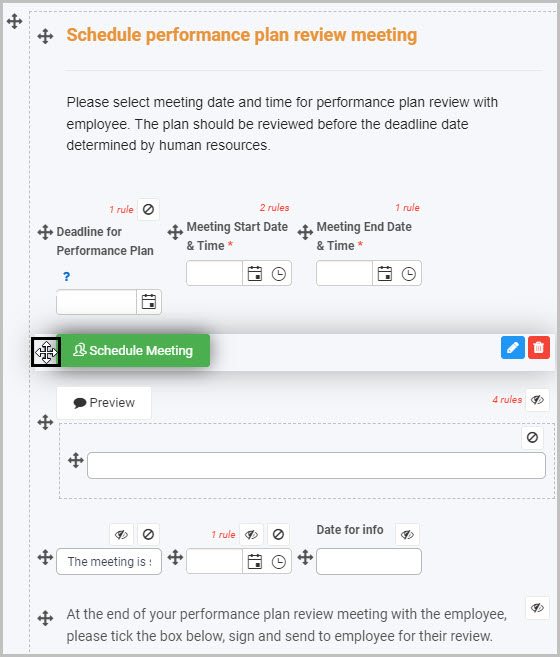 Schedule performance plan review meeting
Please select meeting date and time for performance plan review with
employee. The plan should be reviewed before the deadline date
determined by human resources.
1 rule
2 rules
1 rule
Deadline for
Performance Plan
?
Meeting Start Date
& Time *
Meeting End Date
& Time *
Schedule Meeting
Preview
4 rules
1 rule
Date for info
The meeting is
At the end of your performance plan review meeting with the employee,
please tick the box below, sign and send to employee for their review.